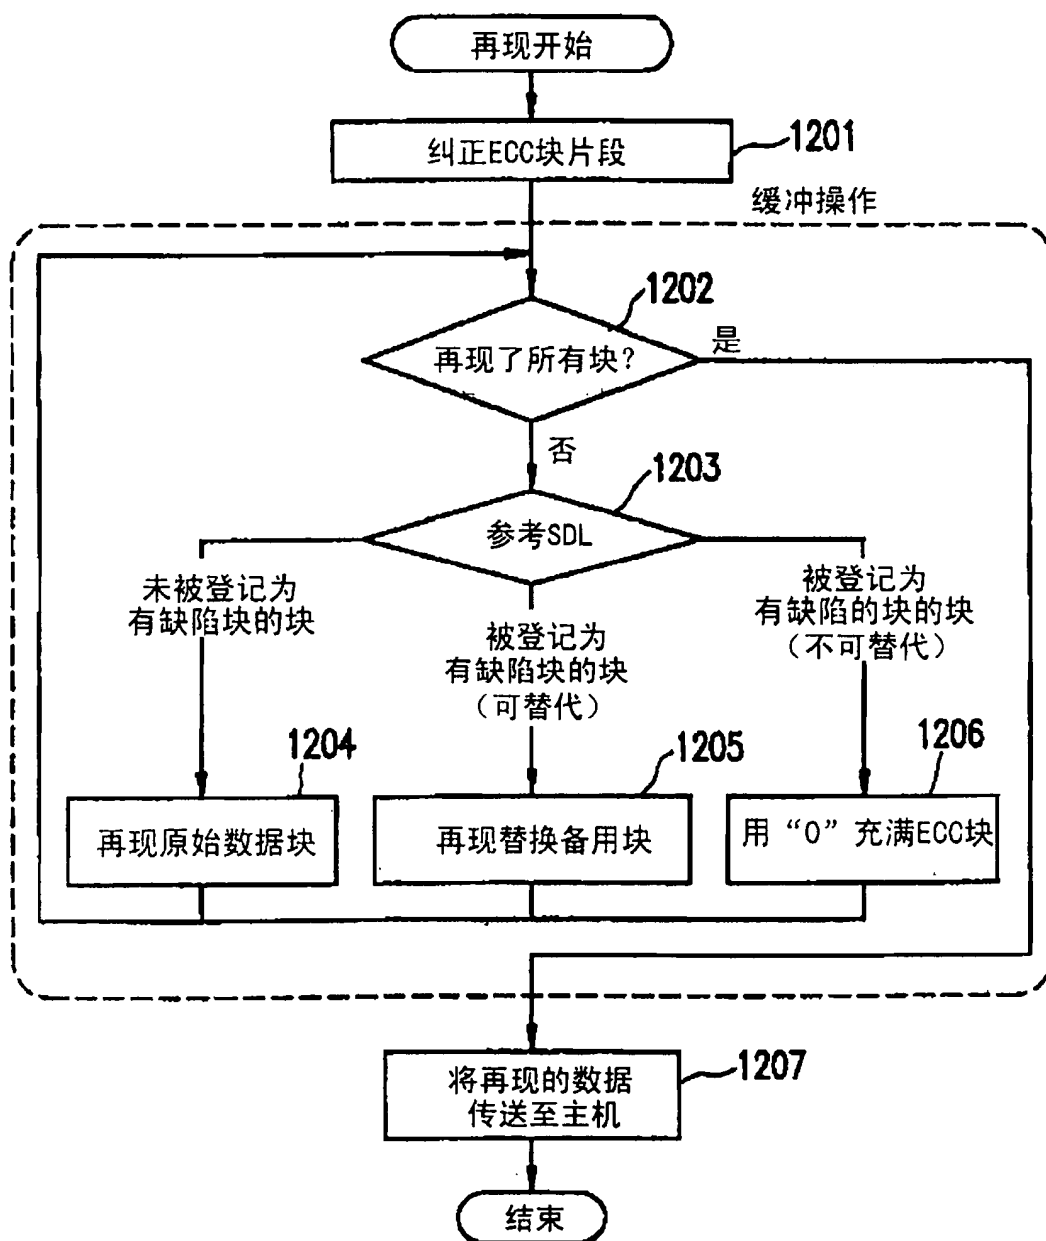 再现开始
纠正ECC块片段
1201
缓冲操作
1202
再现了所有块?
是
否
1203
参考SDL
未被登记为
有缺陷块的块
被登记为
有缺陷块的块
(可替代)
被登记为
有缺陷的块的块
(不可替代)
1204
再现原始数据块
1205
再现替换备用块
1206
用“0”充满ECC块
将再现的数据
传送至主机
1207
结束